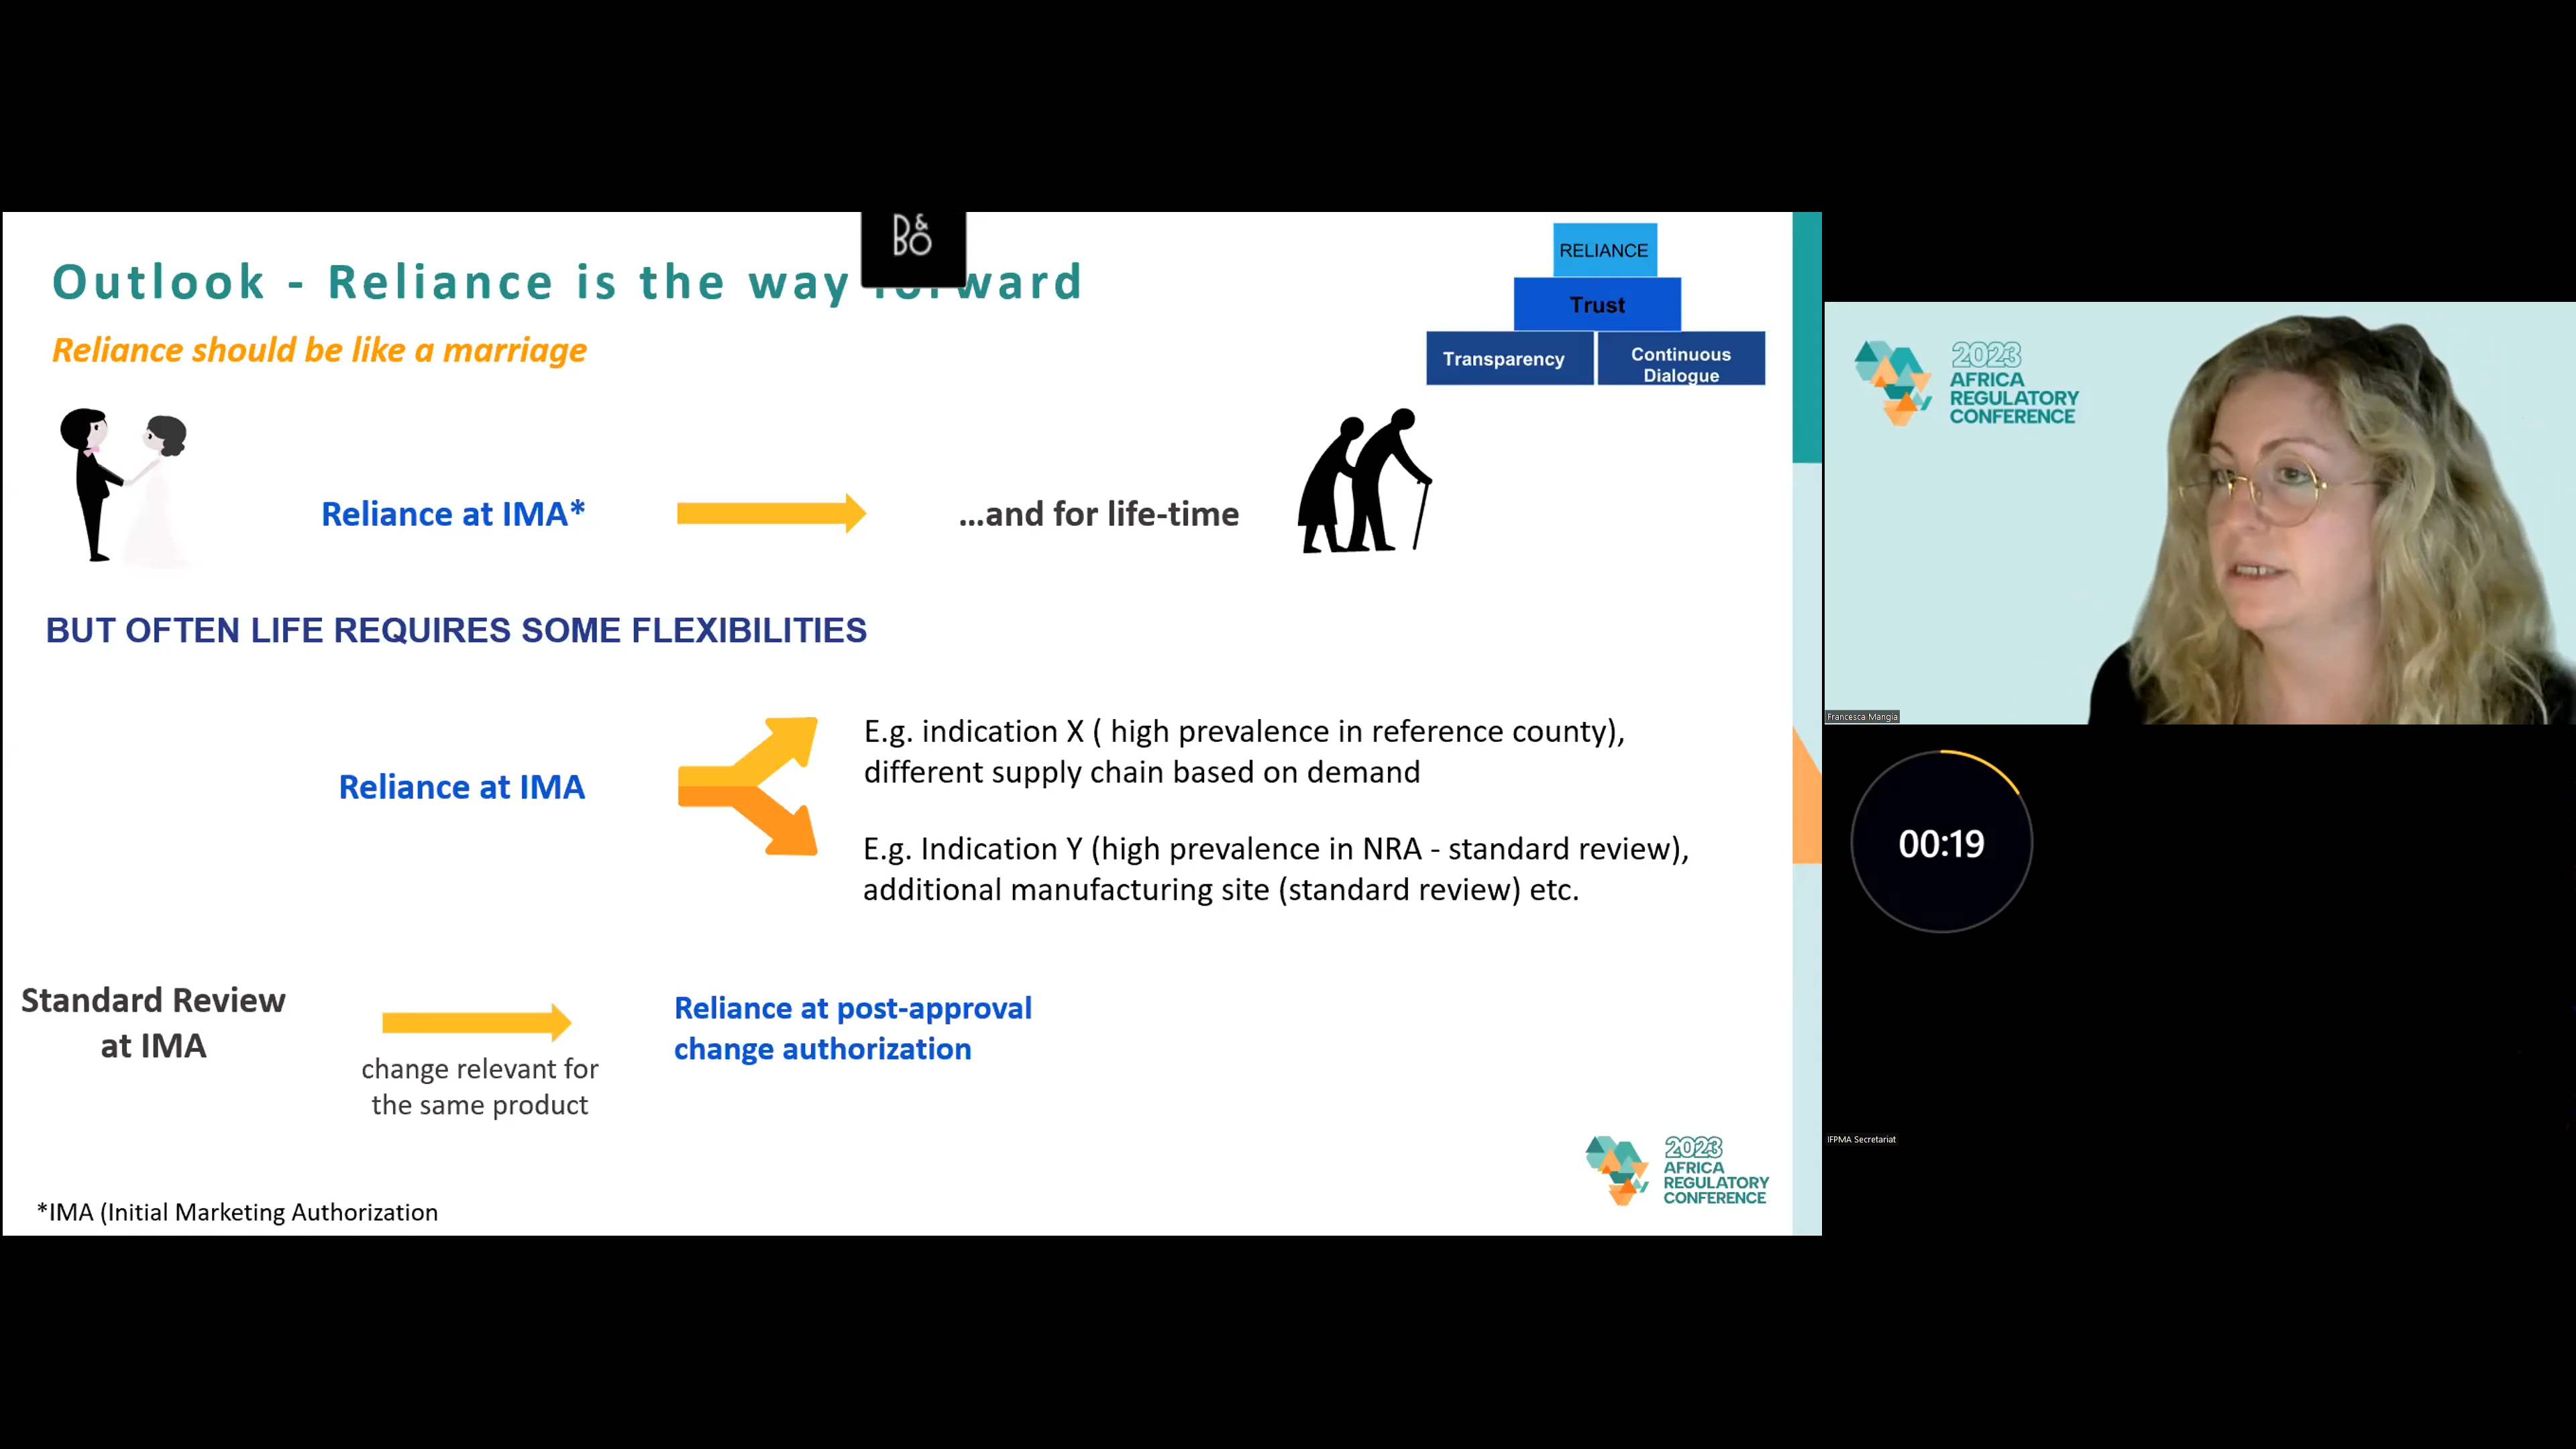 D&
BO
Outlook - Reliance is the way forward
Reliance should be like a marriage
RELIANCE
Trust
Transparency
Continuous
Dialogue
Reliance at IMA*
...and for life-time
BUT OFTEN LIFE REQUIRES SOME FLEXIBILITIES
Reliance at IMA
E.g. indication X ( high prevalence in reference county),
different supply chain based on demand
E.g. Indication Y (high prevalence in NRA - standard review),
additional manufacturing site (standard review) etc.
Standard Review
at IMA
change relevant for
the same product
Reliance at post-approval
change authorization
*IMA (Initial Marketing Authorization
2023
AFRICA
REGULATORY
CONFERENCE
2023
AFRICA
REGULATORY
CONFERENCE
Francesca Mangia
00:19
IFPMA Secretariat